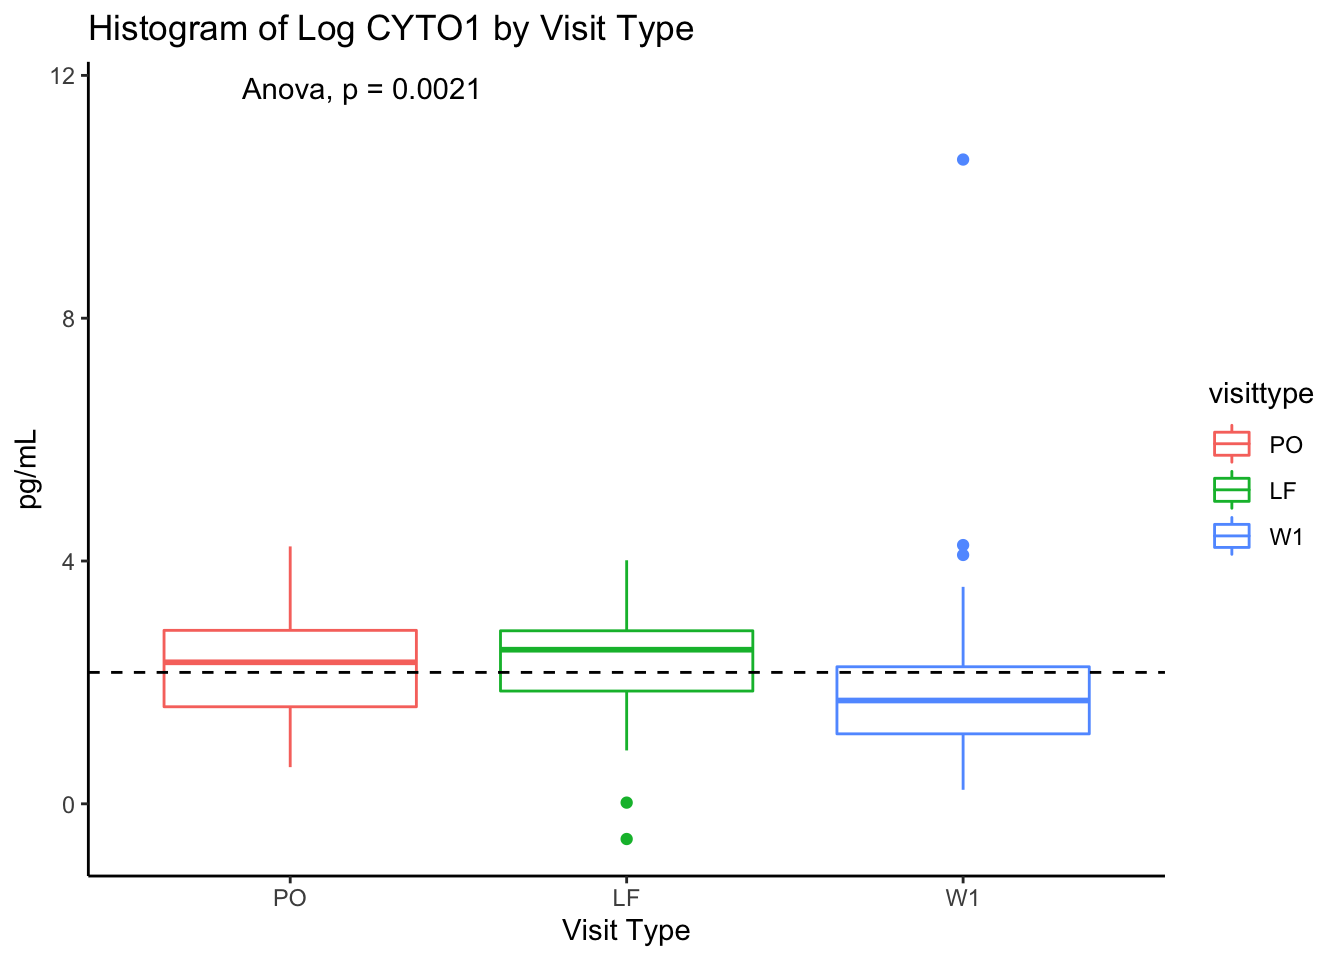 Histogram of Log CYTO1 by Visit Type
Anova, p = 0.0021
12
8
4
0
pg/mL
PO
LF
W1
Visit Type
visittype
PO
LF
W1